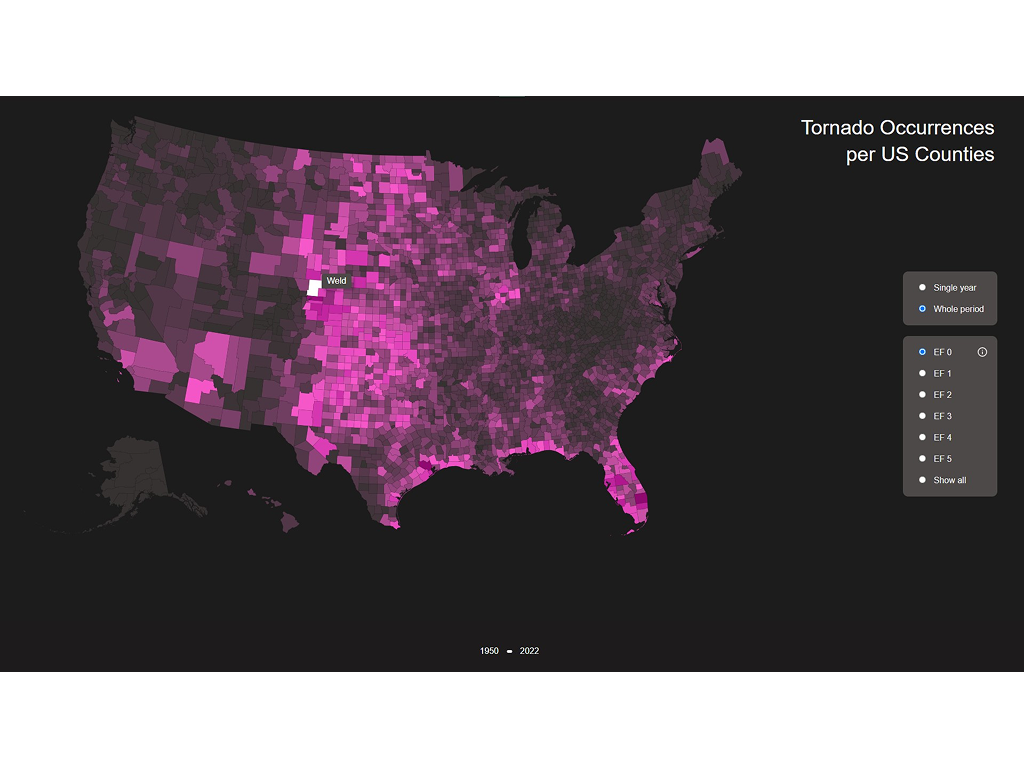 Tornado Occurrences
per US Counties
Weld
Single year
Whole period
EF 0
EF 1
EF 2
EF 3
EF 4
EF 5
Show all
1950 - 2022